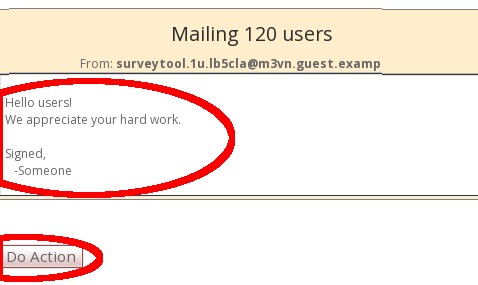 Mailing 120 users
From: surveytool.1u.lb5cla@m3vn.guest.examp
Hello users!
We appreciate your hard work.
Signed,
-Someone
Do Action